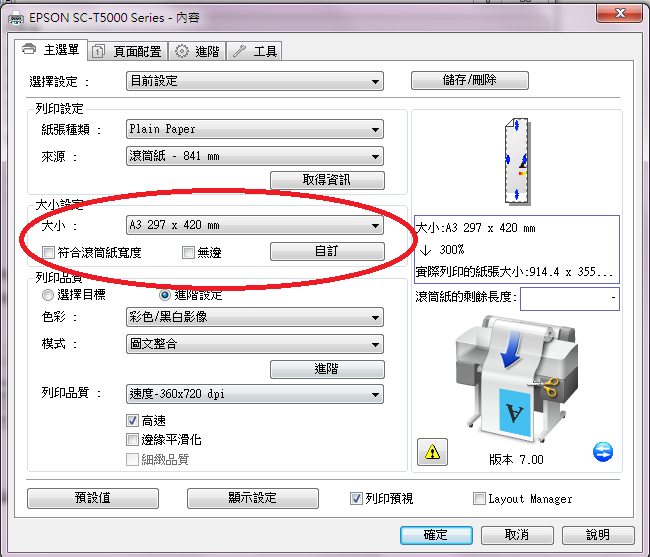 EPSON SC-T5000 Series - 內容
主選單 頁面配置 進階 工具
選擇設定 : 目前設定 儲存/刪除
列印設定
紙張種類 : Plain Paper
來源 : 滾筒紙 - 841 mm
取得資訊
大小設定
大小 : A3 297 x 420 mm
符合滾筒紙寬度 無邊 自訂
大小:A3 297 x 420 mm
↓ 300%
實際列印的紙張大小:914.4 x 355...
滾筒紙的剩餘長度: -
列印品質
選擇目標 進階設定
色彩 : 彩色/黑白影像
模式 : 圖文整合
進階
列印品質 : 速度-360x720 dpi
高速
邊緣平滑化
細緻品質
A
版本 7.00
預設值 顯示設定 列印預視 Layout Manager
確定 取消 說明